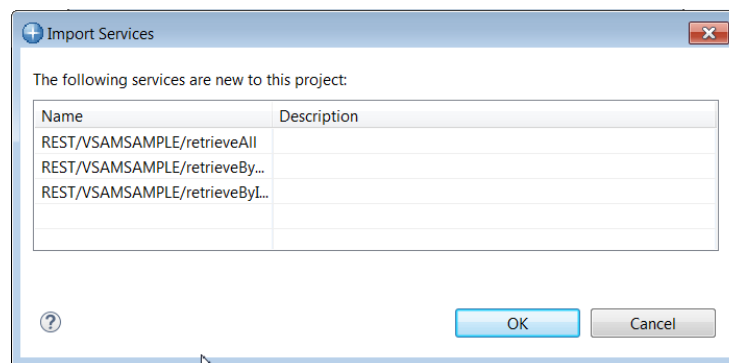 Import Services
The following services are new to this project:
Name Description
REST/VSAMSAMPLE/retrieveAll
REST/VSAMSAMPLE/retrieveBy...
REST/VSAMSAMPLE/retrieveByI...
?
OK Cancel